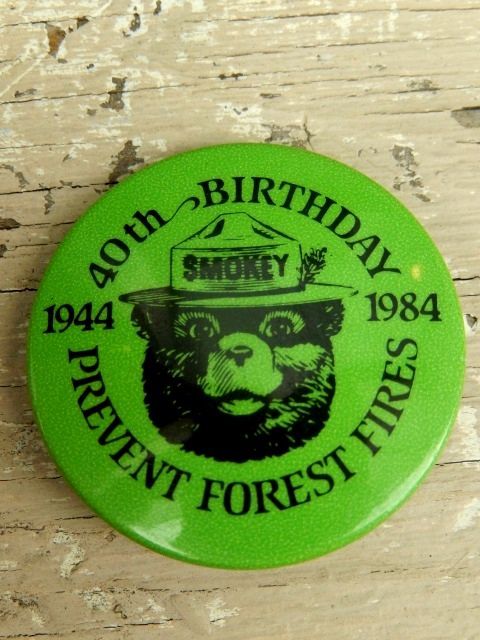 40th BIRTHDAY
SMOKEY
1944
1984
PREVENT FOREST FIRES